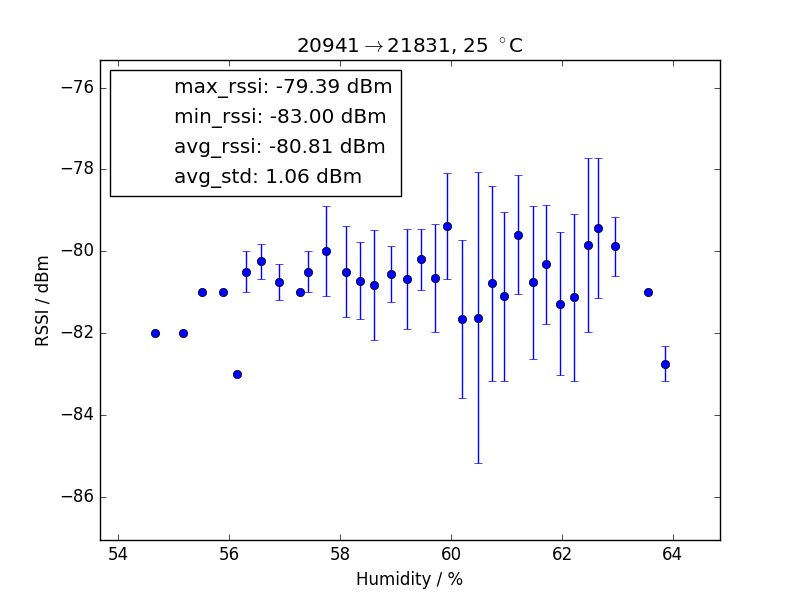 20941→21831, 25 °C
max_rssi: -79.39 dBm
min_rssi: -83.00 dBm
avg_rssi: -80.81 dBm
avg_std: 1.06 dBm
RSSI / dBm
−76
−78
−80
−82
−84
−86
54 56 58 60 62 64
Humidity / %